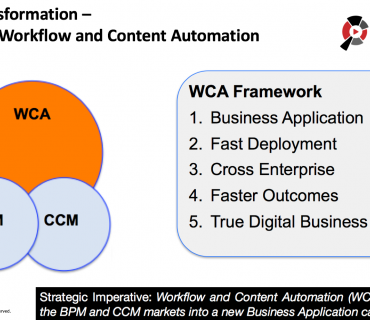 sformation –
Workflow and Content Automation
WCA
M
CCM
WCA Framework
1. Business Application
2. Fast Deployment
3. Cross Enterprise
4. Faster Outcomes
5. True Digital Business
erved.
Strategic Imperative: Workflow and Content Automation (WC
the BPM and CCM markets into a new Business Application ca